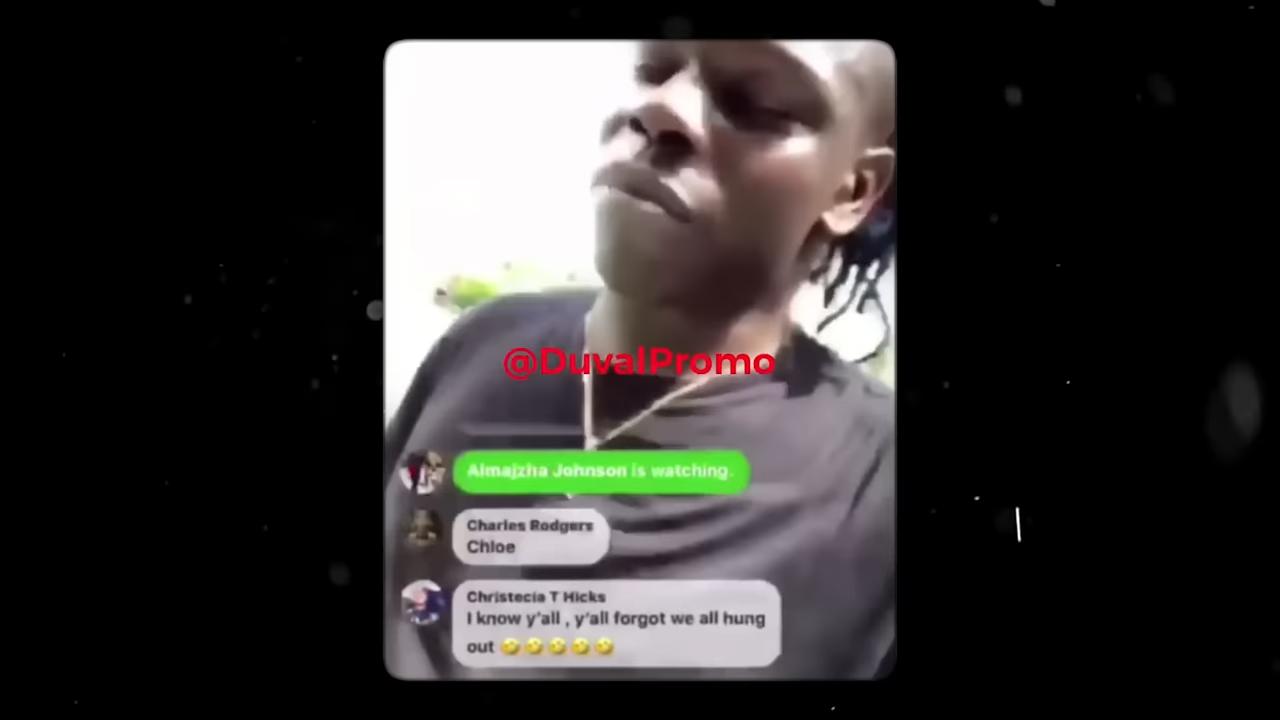 @DuvalPromo
Almajzha Johnson is watching.
Charles Rodgers
Chloe
Christecia T Hicks
I know y'all , y'all forgot we all hung
out 🤣🤣🤣🤣🤣